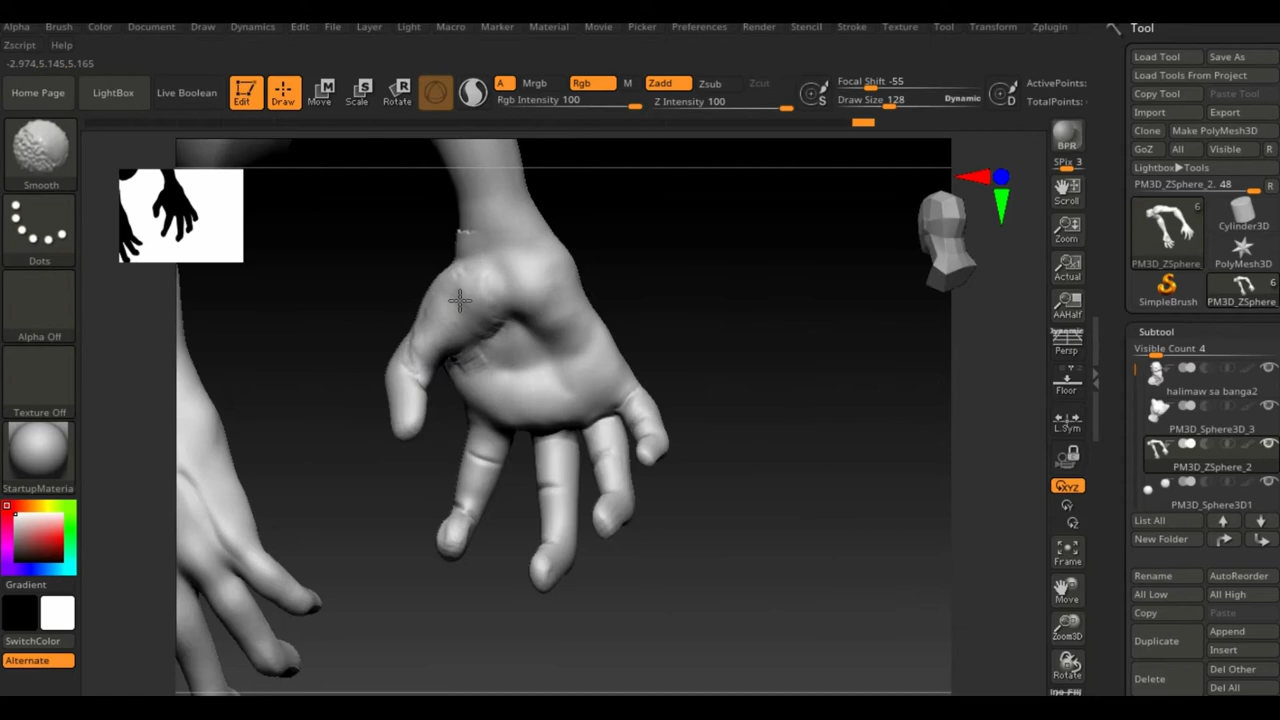 Alpha Brush Color Document Draw Dynamics Edit File Layer Light Macro Marker Material Movie Picker Preferences Render Stencil Stroke Texture Tool Transform Zplugin
Zscript Help
-2.974,5.145,5.165
Home Page LightBox Live Boolean Edit Draw Move Scale Rotate
A Mrgb Rgb M Zadd Zsub Zcut
Rgb Intensity 100 Z Intensity 100
Focal Shift -55
Draw Size 128 Dynamic
ActivePoints:
TotalPoints:
S
D
Smooth
Dots
Alpha Off
Texture Off
StartupMateria
Gradient
SwitchColor
Alternate
BPR
SPix 3
Scroll
Zoom
Actual
AAHalf
Dynamic
Persp
Floor
L.Sym
XYZ
Frame
Move
Zoom3D
Rotate
Tool
Load Tool Save As
Load Tools From Project
Copy Tool Paste Tool
Import Export
Clone Make PolyMesh3D
GoZ All Visible R
Lightbox▶Tools
PM3D_ZSphere_2. 48 R
6
PM3D_ZSphere Cylinder3D
PolyMesh3D
6
SimpleBrush PM3D_ZSphere_
Subtool
Visible Count 4
halimaw sa banga2
PM3D_Sphere3D_3
PM3D_ZSphere_2
PM3D_Sphere3D1
List All
New Folder
Rename AutoReorder
All Low All High
Copy Paste
Duplicate Append
Insert
Delete Del Other
Del All